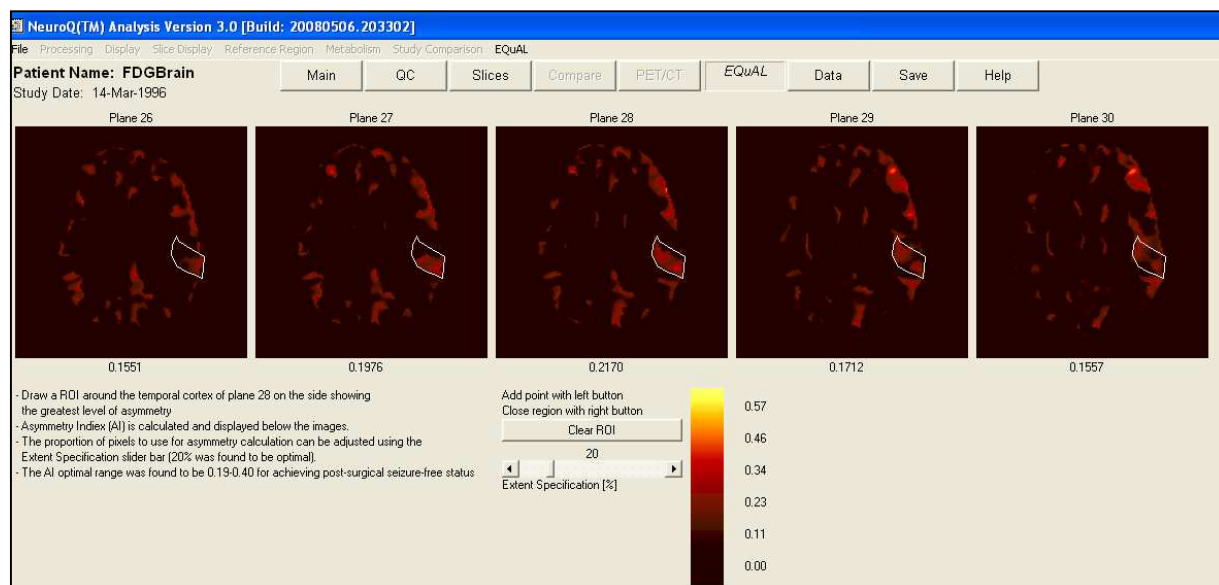 NeuroQ(TM) Analysis Version 3.0 [Build: 20080506.203302]
File Processing Display Slice Display Reference Region Metabolism Study Comparison EQuAL
Patient Name: FDGBrain
Study Date: 14-Mar-1996
Main QC Slices Compare PET/CT EQuAL Data Save Help
Plane 26 Plane 27 Plane 28 Plane 29 Plane 30
0.1551 0.1976 0.2170 0.1712 0.1557
- Draw a ROI around the temporal cortex of plane 28 on the side showing
the greatest level of asymmetry
- Asymmetry Index (AI) is calculated and displayed below the images.
- The proportion of pixels to use for asymmetry calculation can be adjusted using the
Extent Specification slider bar (20% was found to be optimal).
- The AI optimal range was found to be 0.19-0.40 for achieving post-surgical seizure-free status
Add point with left button
Close region with right button
Clear ROI
20
Extent Specification [%]
0.57
0.46
0.34
0.23
0.11
0.00